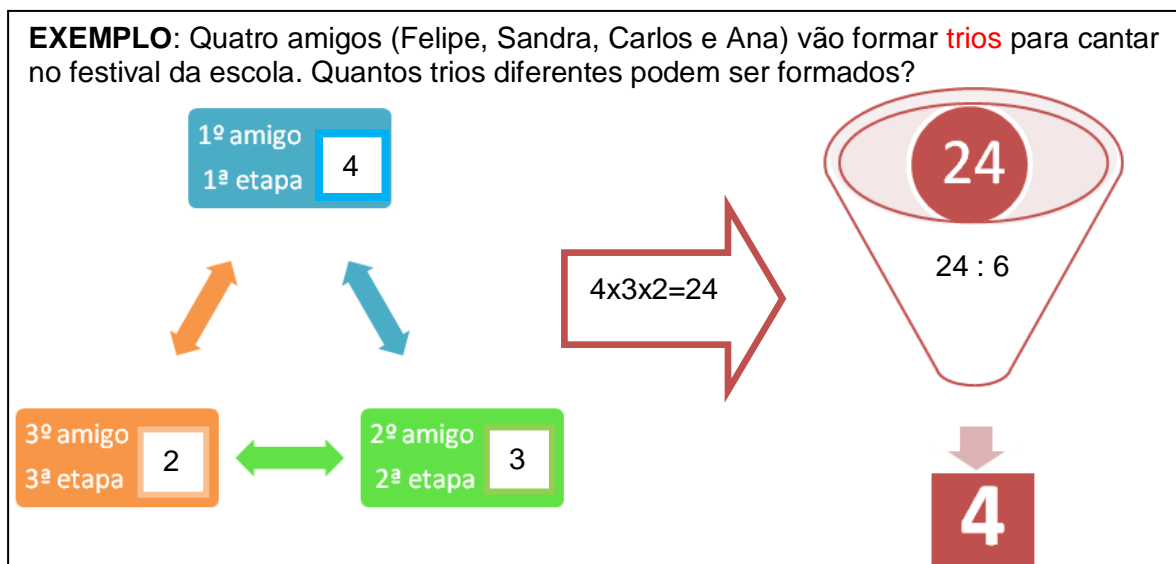 EXEMPLO: Quatro amigos (Felipe, Sandra, Carlos e Ana) vão formar trios para cantar
no festival da escola. Quantos trios diferentes podem ser formados?
1º amigo
1ª etapa
4
3º amigo
3ª etapa
2
2º amigo
2ª etapa
3
4x3x2=24
24
24 : 6
4